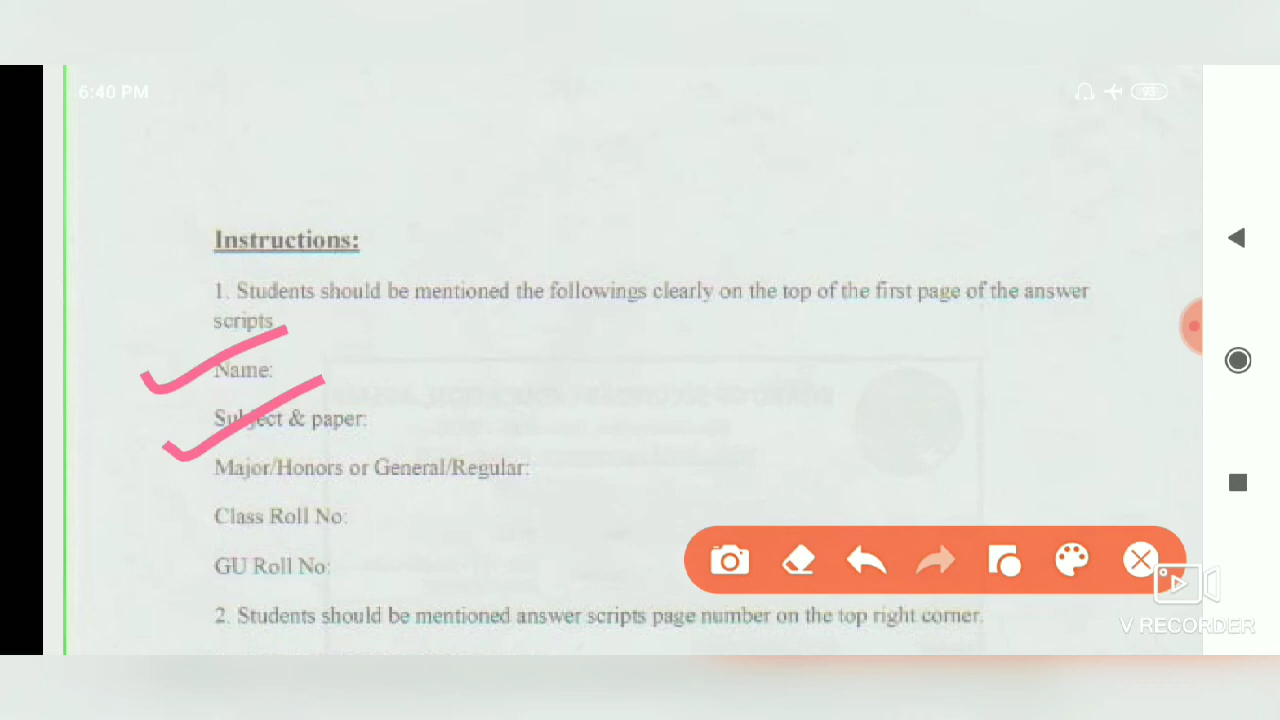 6:40 PM
93
Instructions:
1. Students should be mentioned the followings clearly on the top of the first page of the answer
scripts
Name:
Subject & paper:
Major/Honors or General/Regular:
Class Roll No:
GU Roll No:
2. Students should be mentioned answer scripts page number on the top right corner.
V RECORDER